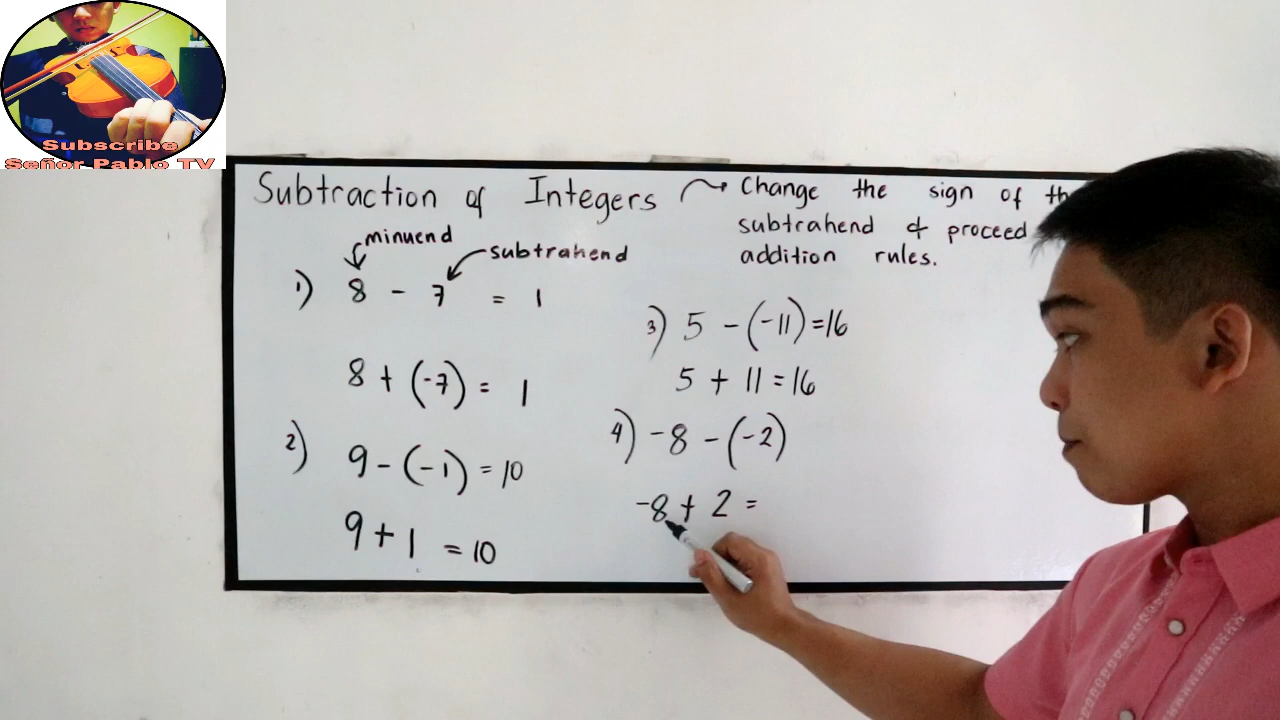 Subscribe
Señor Pablo TV
Subtraction of Integers
Change the sign of
subtrahend & proceed
addition rules.
minuend
subtrahend
1) 8 - 7 = 1
8 + (-7) = 1
2) 9 - (-1) = 10
9 + 1 = 10
3) 5 - (-11) = 16
5 + 11 = 16
4) -8 - (-2)
-8 + 2 =